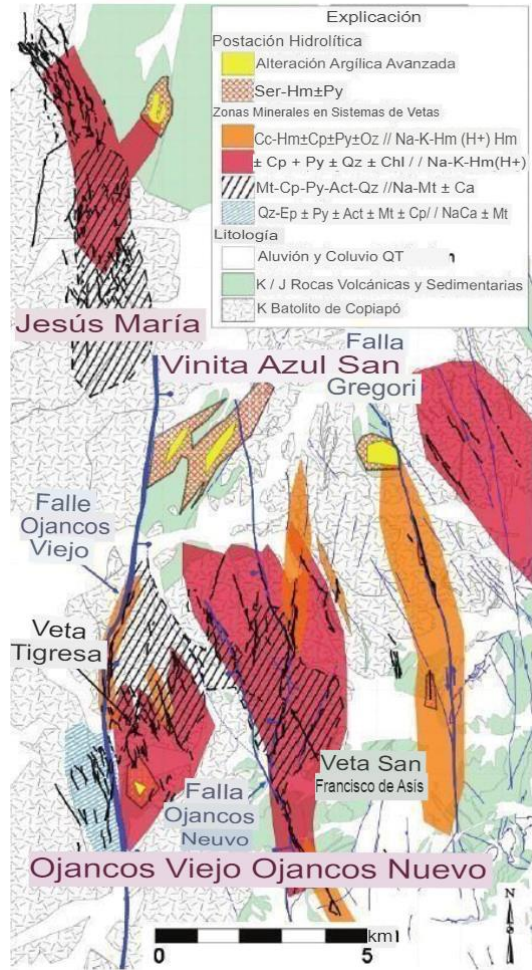 Explicación
Postación Hidrolítica
Alteración Argílica Avanzada
Ser-Hm±Py
Zonas Minerales en Sistemas de Vetas
Cc-Hm±Cp±Py±Oz // Na-K-Hm (H+) Hm
± Cp + Py ± Qz ± Chl // Na-K-Hm(H+)
Mt-Cp-Py-Act-Qz //Na-Mt ± Ca
Qz-Ep ± Py ± Act ± Mt ± Cp// NaCa ± Mt
Litología
Aluvión y Coluvio QT
K / J Rocas Volcánicas y Sedimentarias
K Batolito de Copiapó
Jesús María
Vinita Azul San
Falla
Gregori
Falle
Ojancos
Viejo
Veta
Tigresa
Veta San
Francisco de Asís
Falla
Ojancos
Neuvo
Ojancos Viejo Ojancos Nuevo
N
0 5
km